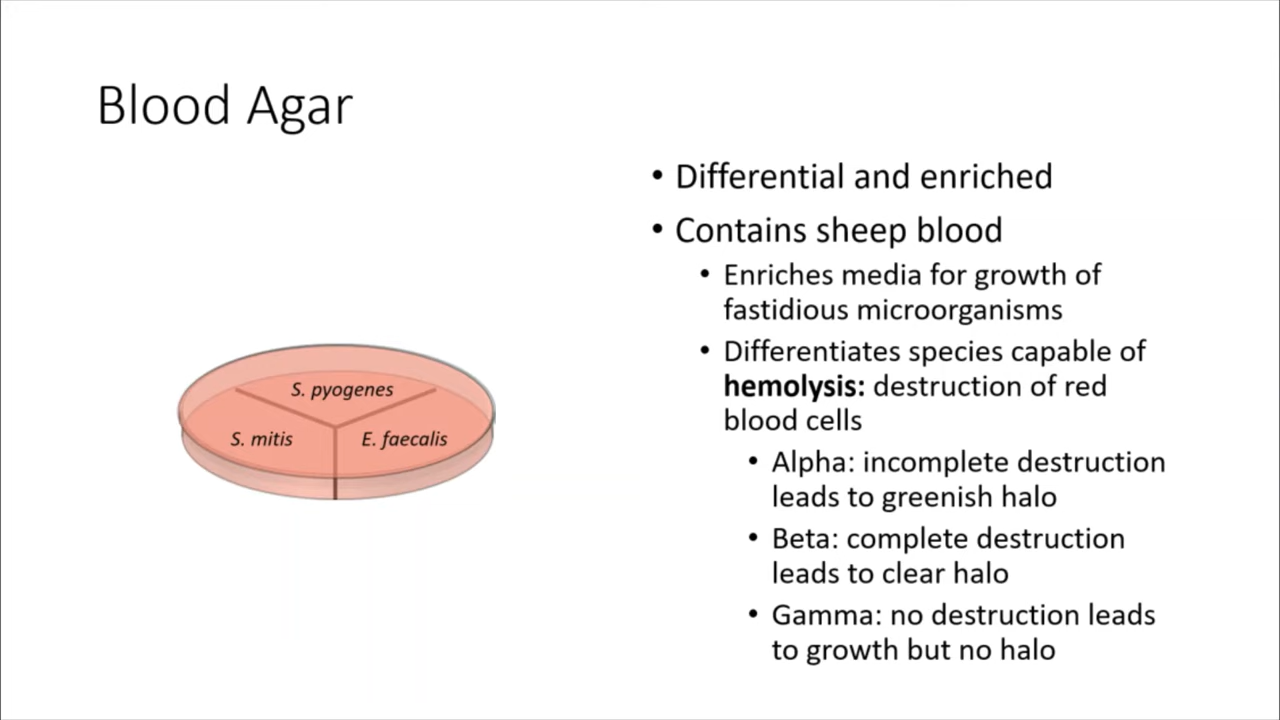 Blood Agar
• Differential and enriched
• Contains sheep blood
• Enriches media for growth of
fastidious microorganisms
• Differentiates species capable of
hemolysis: destruction of red
blood cells
• Alpha: incomplete destruction
leads to greenish halo
• Beta: complete destruction
leads to clear halo
• Gamma: no destruction leads
to growth but no halo
S. pyogenes
S. mitis
E. faecalis